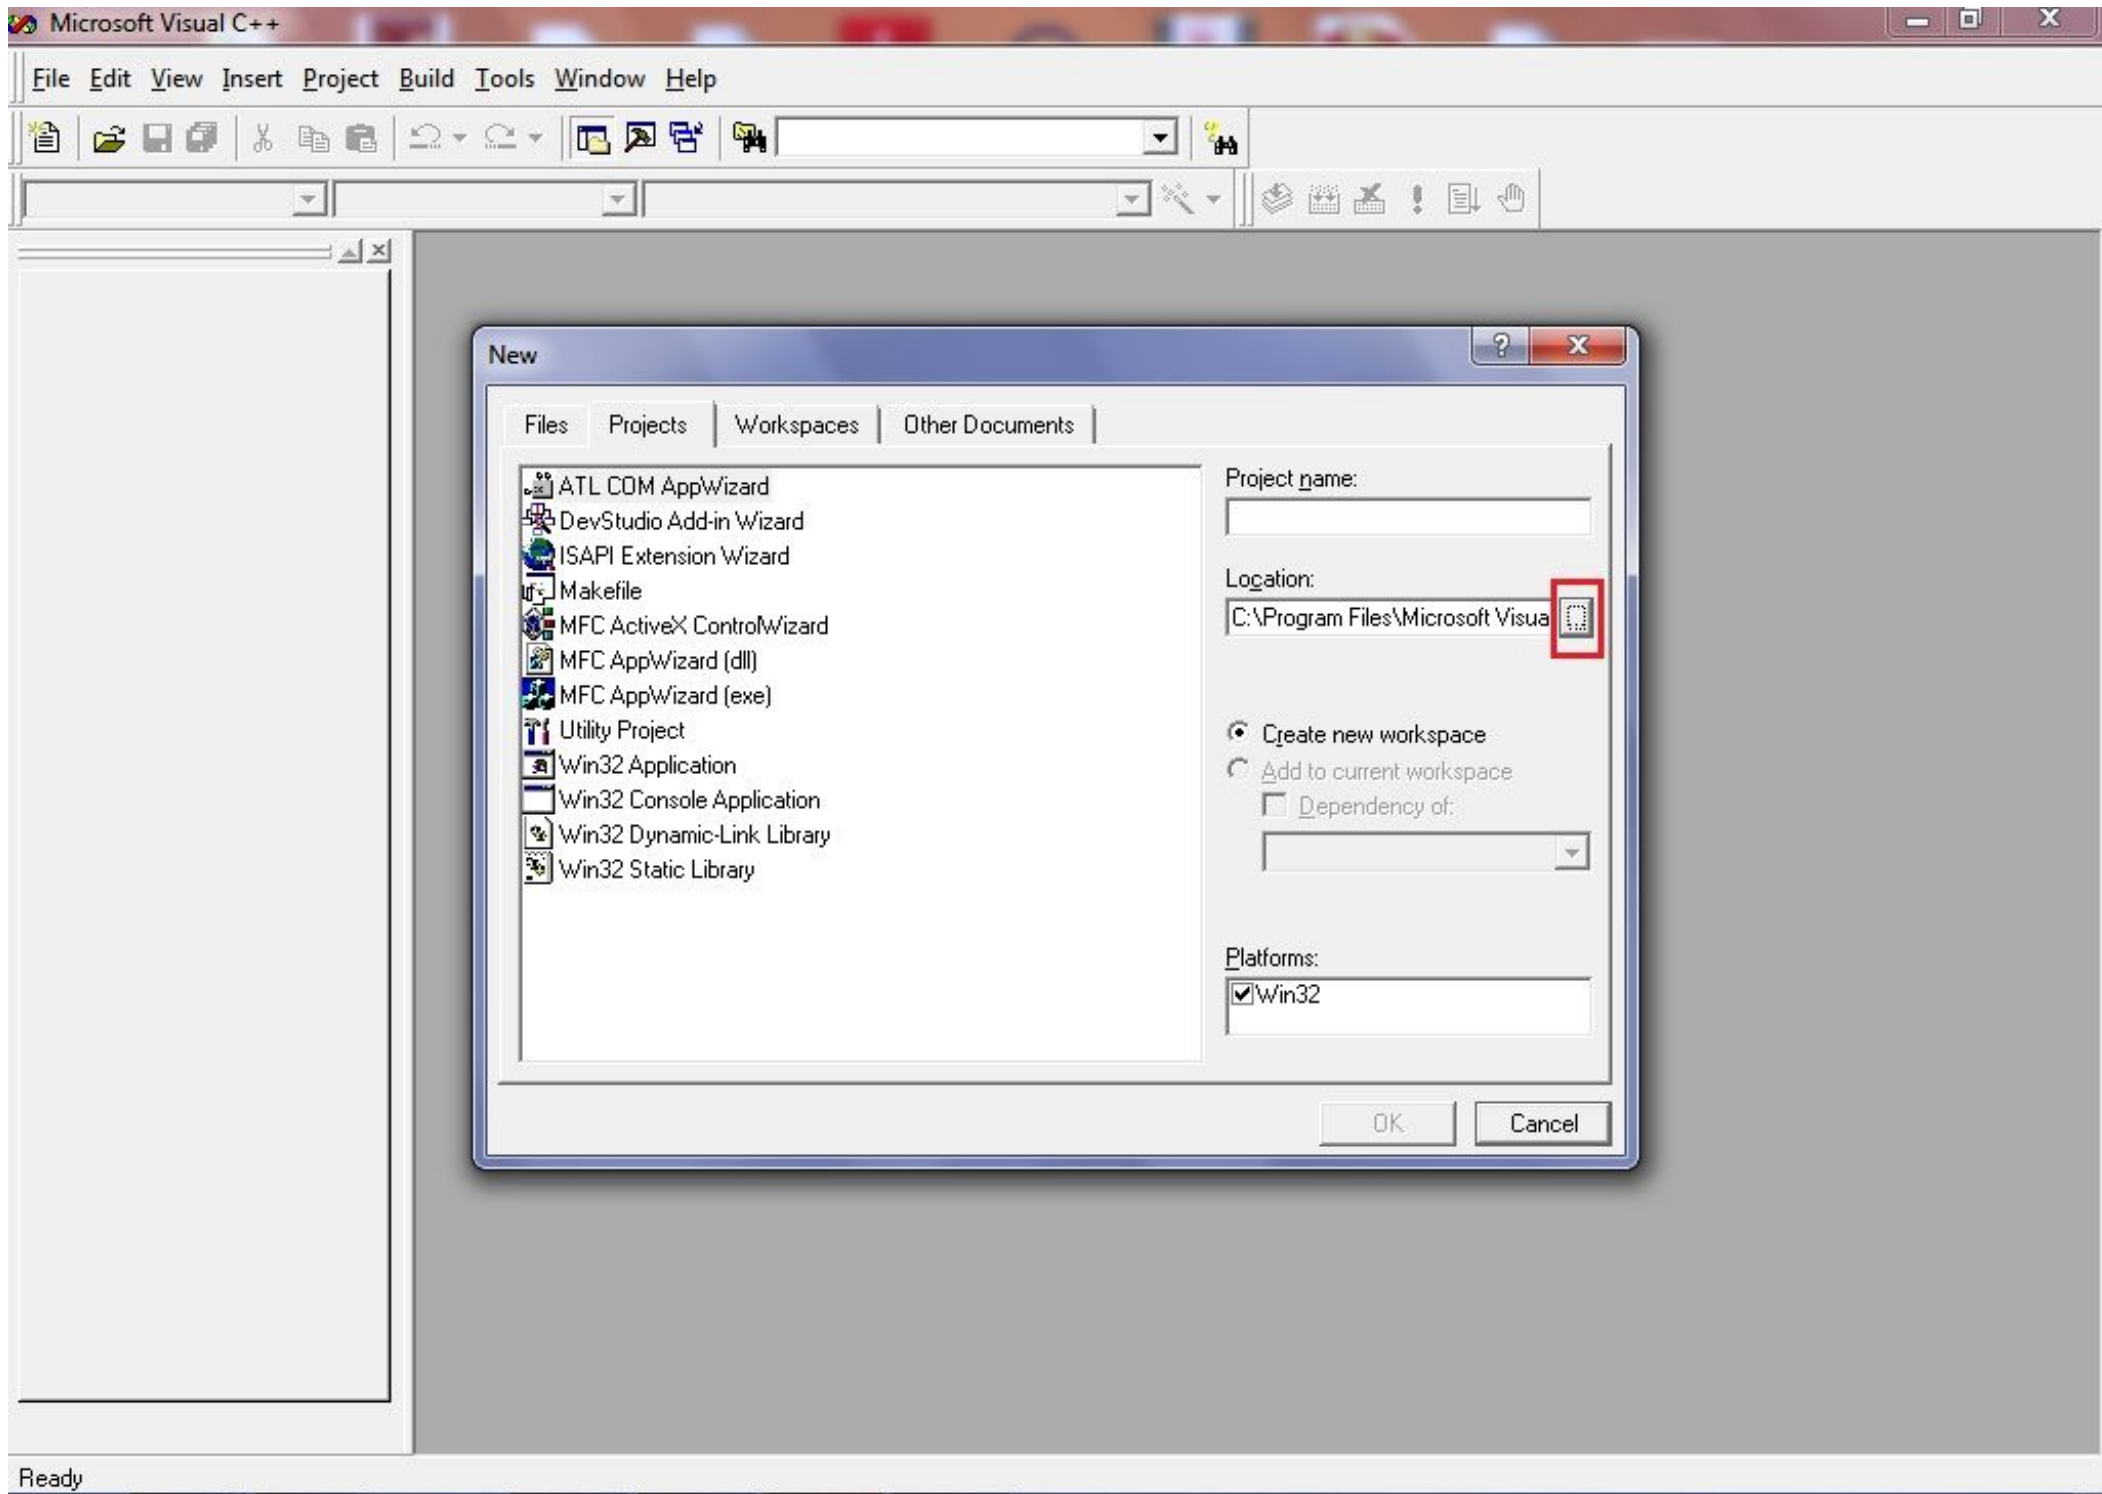 Microsoft Visual C++
File Edit View Insert Project Build Tools Window Help
New
Files Projects Workspaces Other Documents
ATL COM AppWizard
DevStudio Add-in Wizard
ISAPI Extension Wizard
Makefile
MFC ActiveX ControlWizard
MFC AppWizard (dll)
MFC AppWizard (exe)
Utility Project
Win32 Application
Win32 Console Application
Win32 Dynamic-Link Library
Win32 Static Library
Project name:
Location:
C:\Program Files\Microsoft Visua
Create new workspace
Add to current workspace
Dependency of:
Platforms:
Win32
OK Cancel
Ready